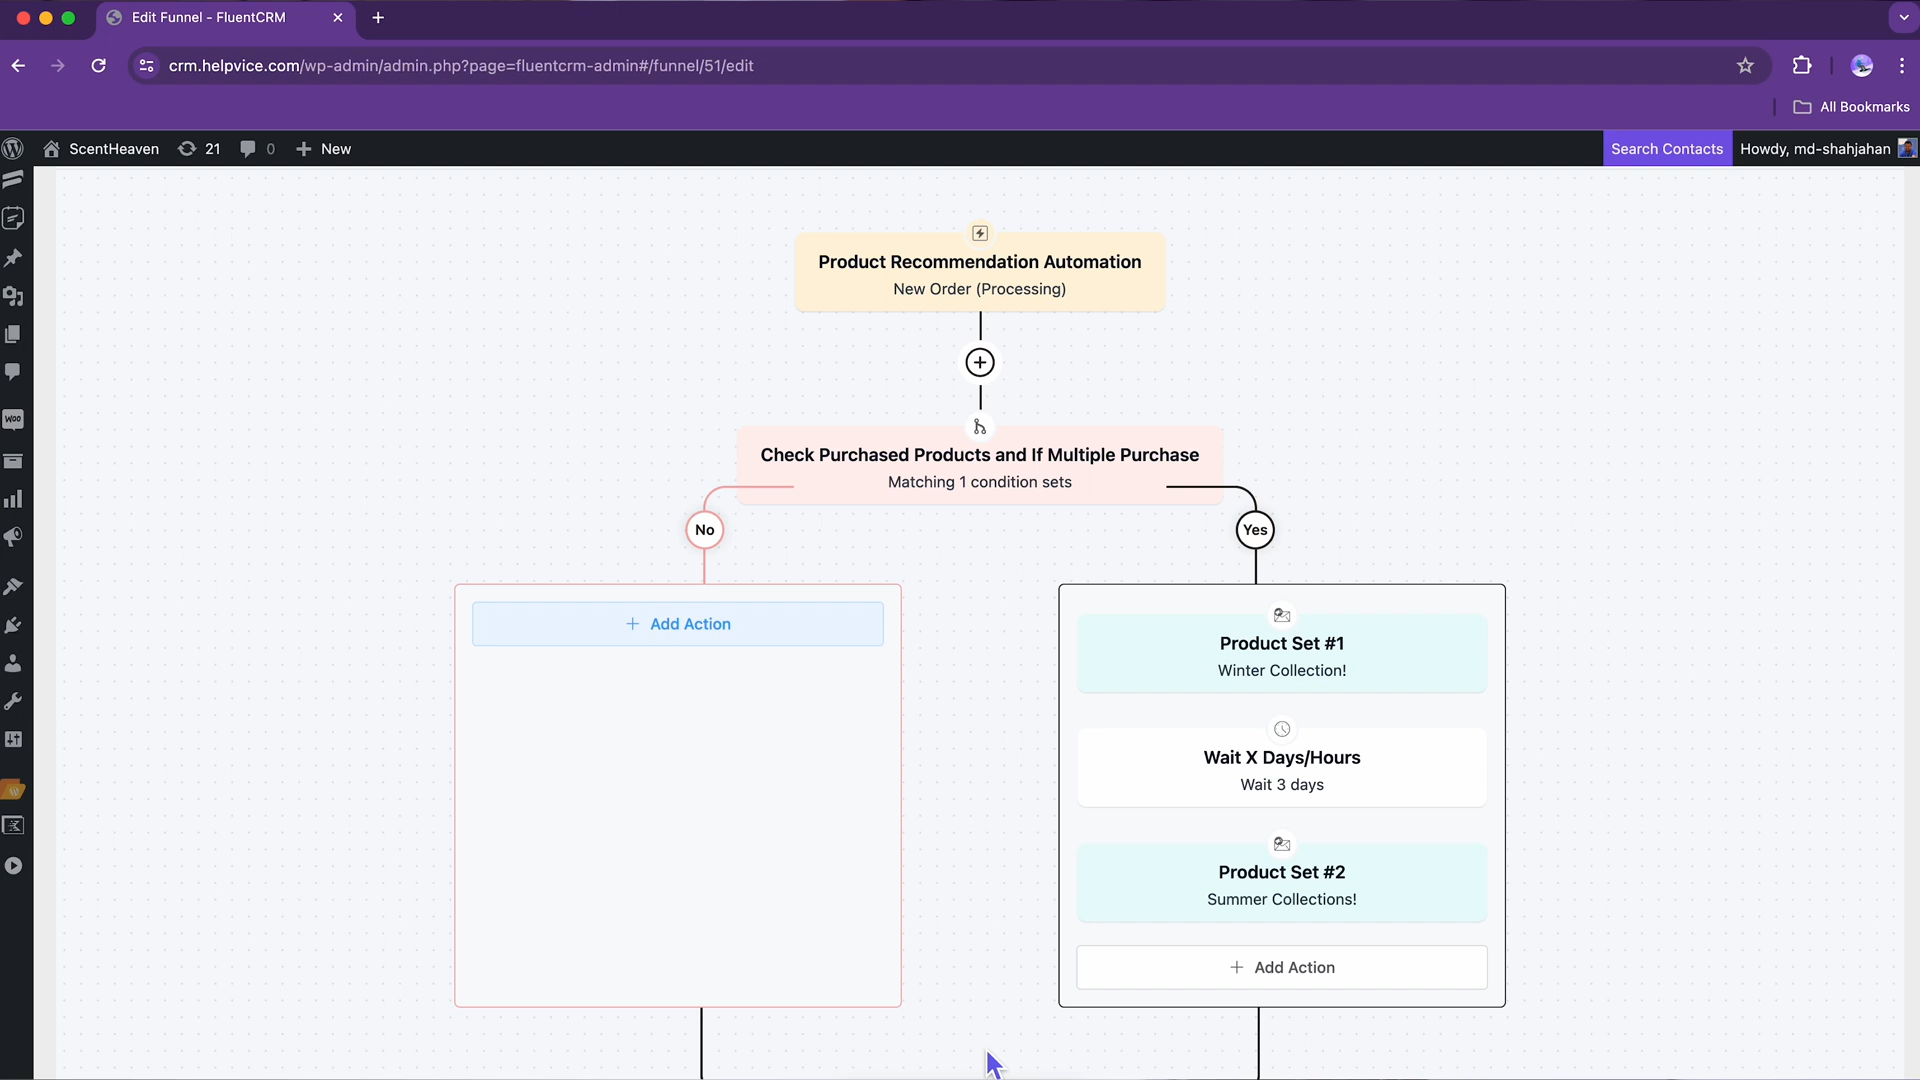 Edit Funnel - FluentCRM
crm.helpvice.com/wp-admin/admin.php?page=fluentcrm-admin#/funnel/51/edit
All Bookmarks
ScentHeaven
21
0
New
Search Contacts
Howdy, md-shahjahan
Product Recommendation Automation
New Order (Processing)
Check Purchased Products and If Multiple Purchase
Matching 1 condition sets
No
Yes
Add Action
Product Set #1
Winter Collection!
Wait X Days/Hours
Wait 3 days
Product Set #2
Summer Collections!
Add Action
Woo